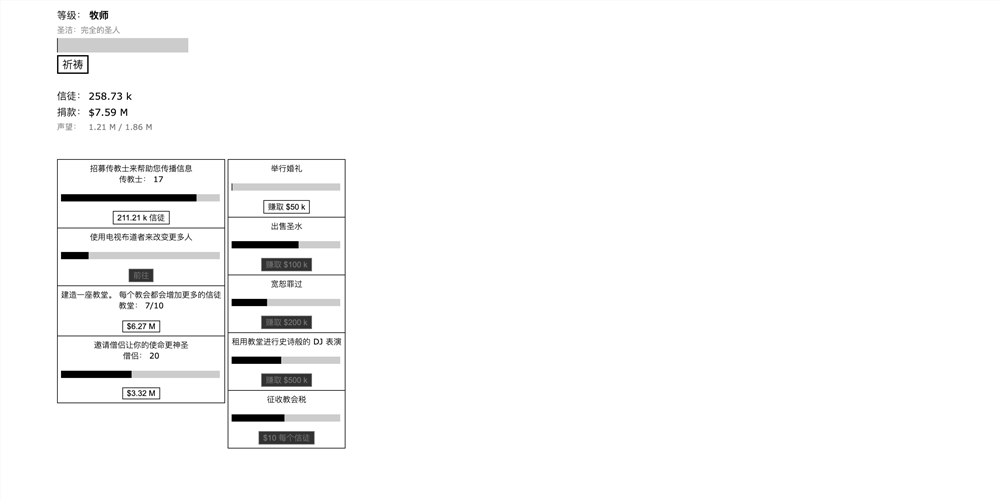 等级： 牧师
圣洁：完全的圣人
祈祷
信徒： 258.73 k
捐款： $7.59 M
声望： 1.21 M / 1.86 M
招募传教士来帮助您传播信息
传教士： 17
211.21 k 信徒
使用电视布道者来改变更多人
前往
建造一座教堂。 每个教会都会增加更多的信徒
教堂： 7/10
$6.27 M
邀请僧侣让你的使命更神圣
僧侣： 20
$3.32 M
举行婚礼
赚取 $50 k
出售圣水
赚取 $100 k
宽恕罪过
赚取 $200 k
租用教堂进行史诗般的 DJ 表演
赚取 $500 k
征收教会税
$10 每个信徒